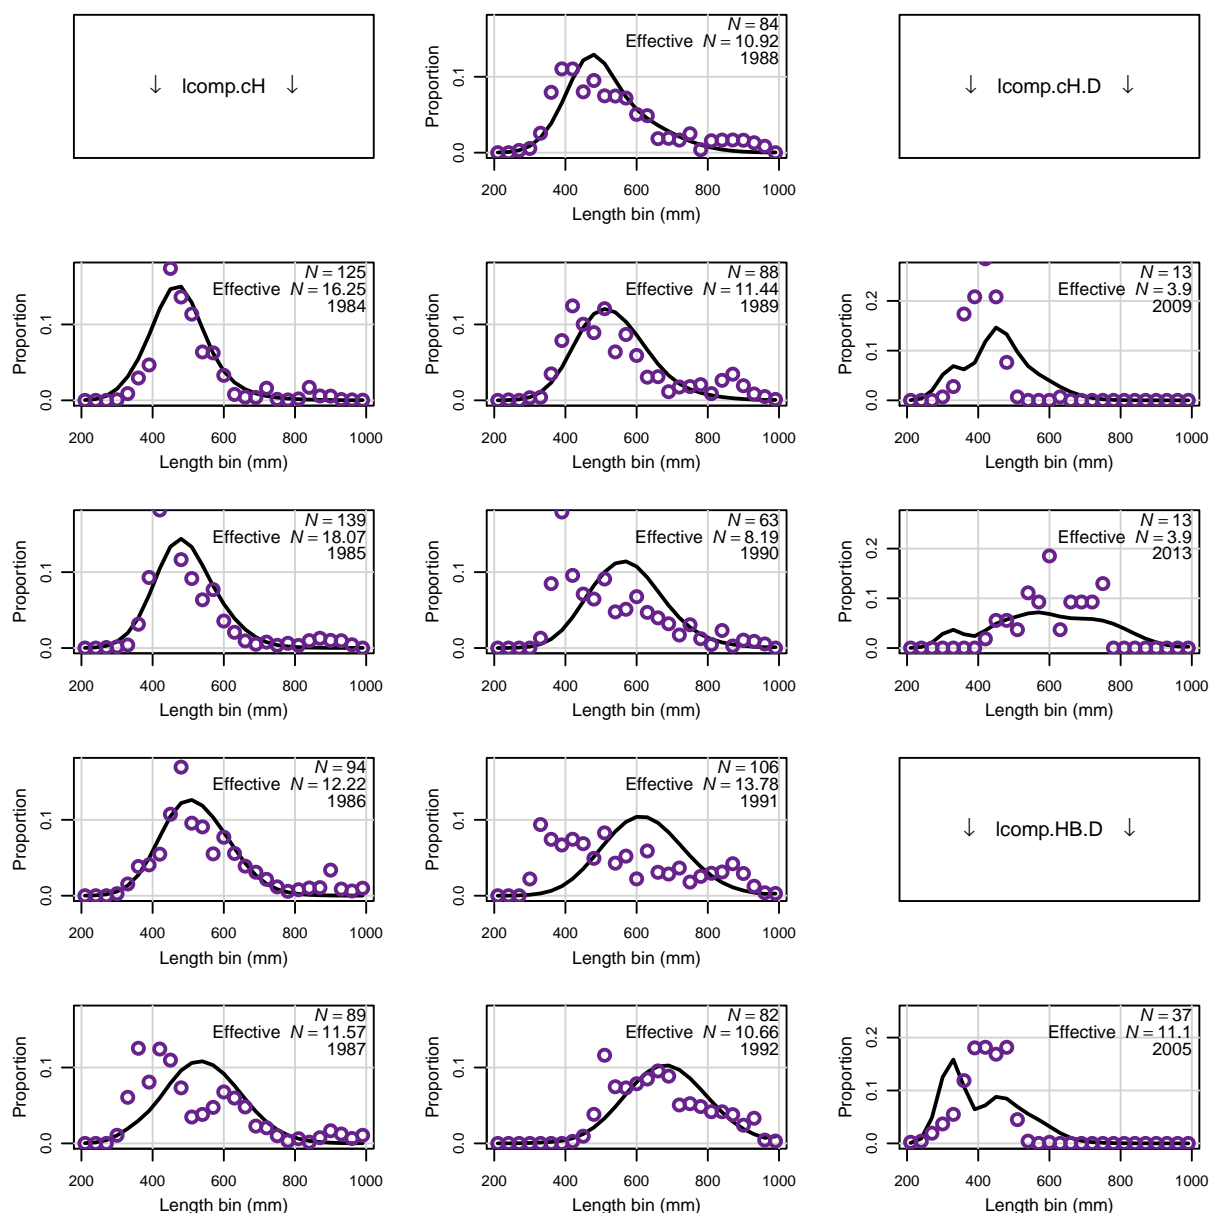 ↓ lcomp.cH ↓
N = 84
Effective N = 10.92
1988
Proportion
0.0 0.1
200 400 600 800 1000
Length bin (mm)
↓ lcomp.cH.D ↓
N = 125
Effective N = 16.25
1984
Proportion
0.0 0.1
200 400 600 800 1000
Length bin (mm)
N = 88
Effective N = 11.44
1989
Proportion
0.0 0.1
200 400 600 800 1000
Length bin (mm)
N = 13
Effective N = 3.9
2009
Proportion
0.0 0.1 0.2
200 400 600 800 1000
Length bin (mm)
N = 139
Effective N = 18.07
1985
Proportion
0.0 0.1
200 400 600 800 1000
Length bin (mm)
N = 63
Effective N = 8.19
1990
Proportion
0.0 0.1
200 400 600 800 1000
Length bin (mm)
N = 13
Effective N = 3.9
2013
Proportion
0.0 0.1 0.2
200 400 600 800 1000
Length bin (mm)
N = 94
Effective N = 12.22
1986
Proportion
0.0 0.1
200 400 600 800 1000
Length bin (mm)
N = 106
Effective N = 13.78
1991
Proportion
0.0 0.1
200 400 600 800 1000
Length bin (mm)
↓ lcomp.HB.D ↓
N = 89
Effective N = 11.57
1987
Proportion
0.0 0.1
200 400 600 800 1000
Length bin (mm)
N = 82
Effective N = 10.66
1992
Proportion
0.0 0.1
200 400 600 800 1000
Length bin (mm)
N = 37
Effective N = 11.1
2005
Proportion
0.0 0.1 0.2
200 400 600 800 1000
Length bin (mm)